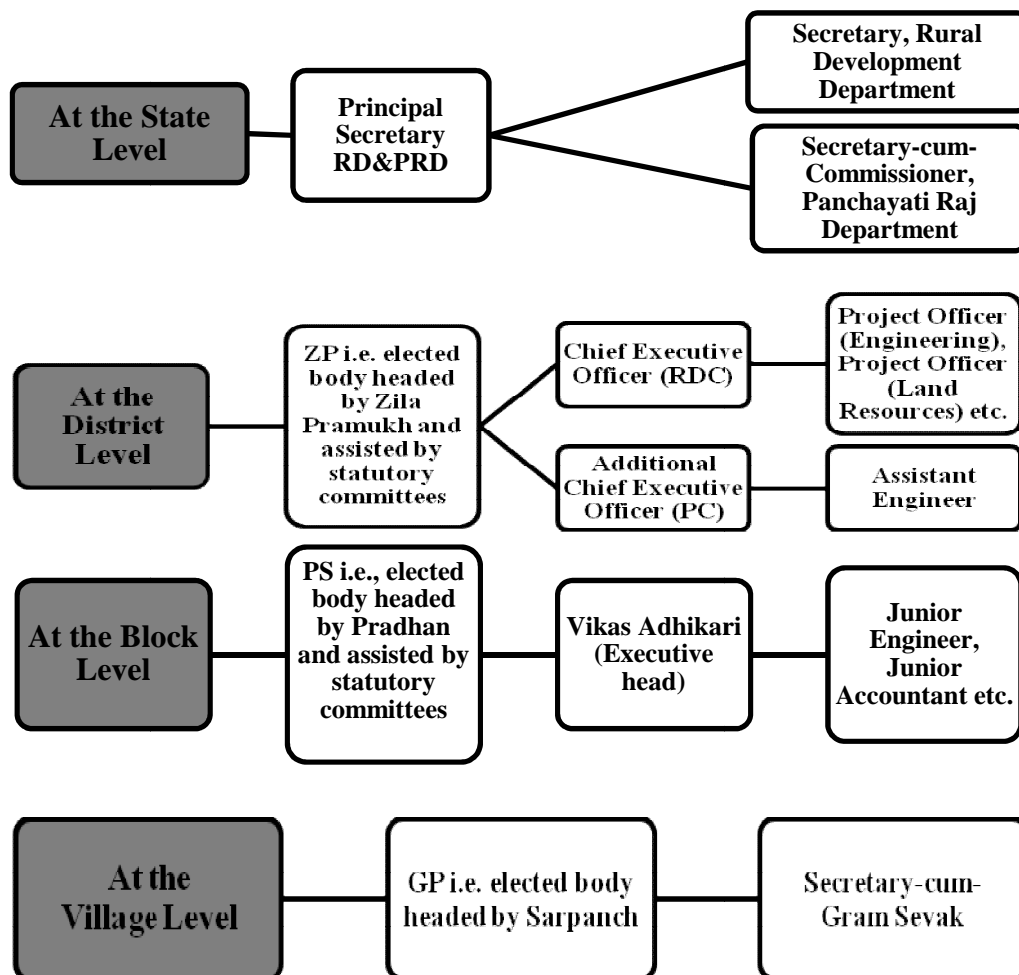 At the State
Level
Principal
Secretary
RD&PRD
Secretary, Rural
Development
Department
Secretary-cum-
Commissioner,
Panchayati Raj
Department
At the
District
Level
ZP i.e. elected
body headed
by Zila
Pramukh and
assisted by
statutory
committees
Chief Executive
Officer (RDC)
Project Officer
(Engineering),
Project Officer
(Land
Resources) etc.
Additional
Chief Executive
Officer (PC)
Assistant
Engineer
At the Block
Level
PS i.e., elected
body headed
by Pradhan
and assisted by
statutory
committees
Vikas Adhikari
(Executive
head)
Junior
Engineer,
Junior
Accountant etc.
At the
Village Level
GP i.e. elected body
headed by Sarpanch
Secretary-cum-
Gram Sevak